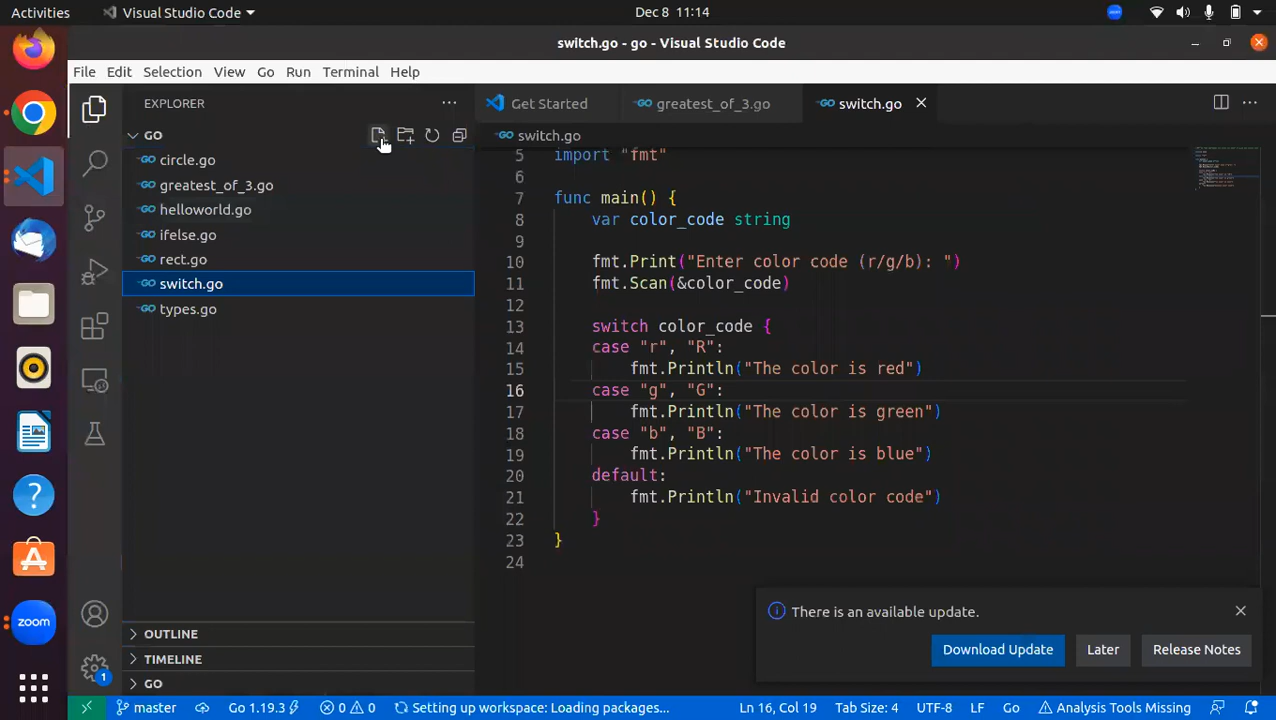 Activities
Visual Studio Code
Dec 8 11:14
switch.go - go - Visual Studio Code
File Edit Selection View Go Run Terminal Help
EXPLORER
GO
circle.go
greatest_of_3.go
helloworld.go
ifelse.go
rect.go
switch.go
types.go
OUTLINE
TIMELINE
GO
Get Started
greatest_of_3.go
switch.go
switch.go
5 import "fmt"
6
7 func main() {
8 var color_code string
9
10 fmt.Print("Enter color code (r/g/b): ")
11 fmt.Scan(&color_code)
12
13 switch color_code {
14 case "r", "R":
15 fmt.Println("The color is red")
16 case "g", "G":
17 fmt.Println("The color is green")
18 case "b", "B":
19 fmt.Println("The color is blue")
20 default:
21 fmt.Println("Invalid color code")
22 }
23 }
24
There is an available update.
Download Update
Later
Release Notes
zoom
1
master
Go 1.19.3
0 0
Setting up workspace: Loading packages...
Ln 16, Col 19
Tab Size: 4
UTF-8
LF
Go
Analysis Tools Missing